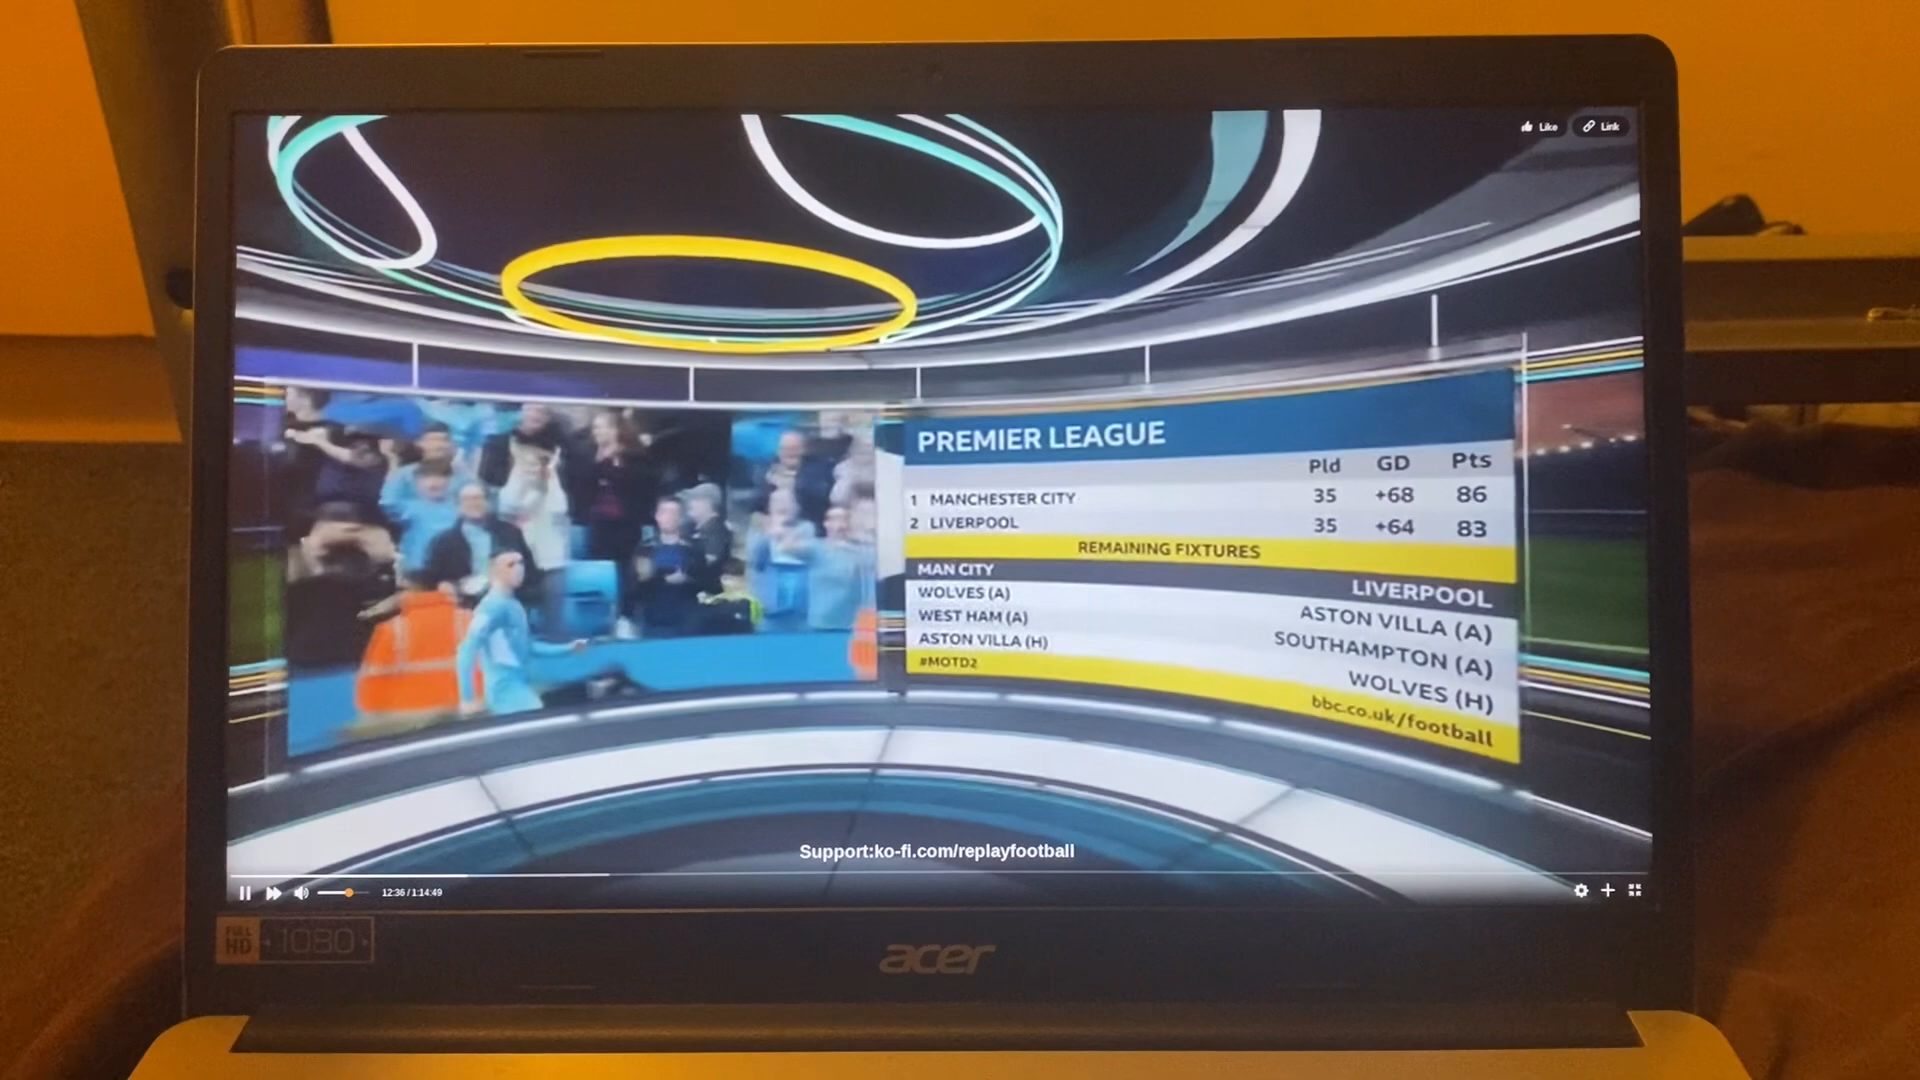 Like Link
PREMIER LEAGUE
Pld GD Pts
1 MANCHESTER CITY 35 +68 86
2 LIVERPOOL 35 +64 83
REMAINING FIXTURES
MAN CITY LIVERPOOL
WOLVES (A) ASTON VILLA (A)
WEST HAM (A) SOUTHAMPTON (A)
ASTON VILLA (H) WOLVES (H)
#MOTD2 bbc.co.uk/football
Support:ko-fi.com/replayfootball
12:36 / 1:14:49
FULL HD 1080
acer